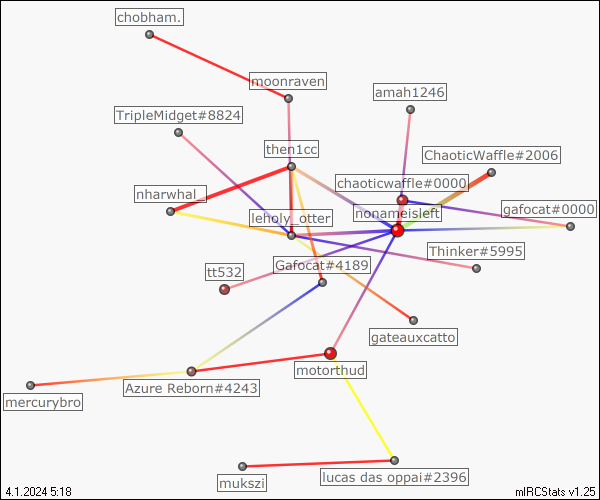 chobham.
moonraven
amah1246
TripleMidget#8824
then1cc
ChaoticWaffle#2006
chaoticwaffle#0000
nharwhal_
leholy_otter
nonameisleft
gafocat#0000
Thinker#5995
tt532
Gafocat#4189
gateauxcatto
motorthud
Azure Reborn#4243
mercurybro
lucas das oppai#2396
mukszi
4.1.2024 5:18
mIRCStats v1.25